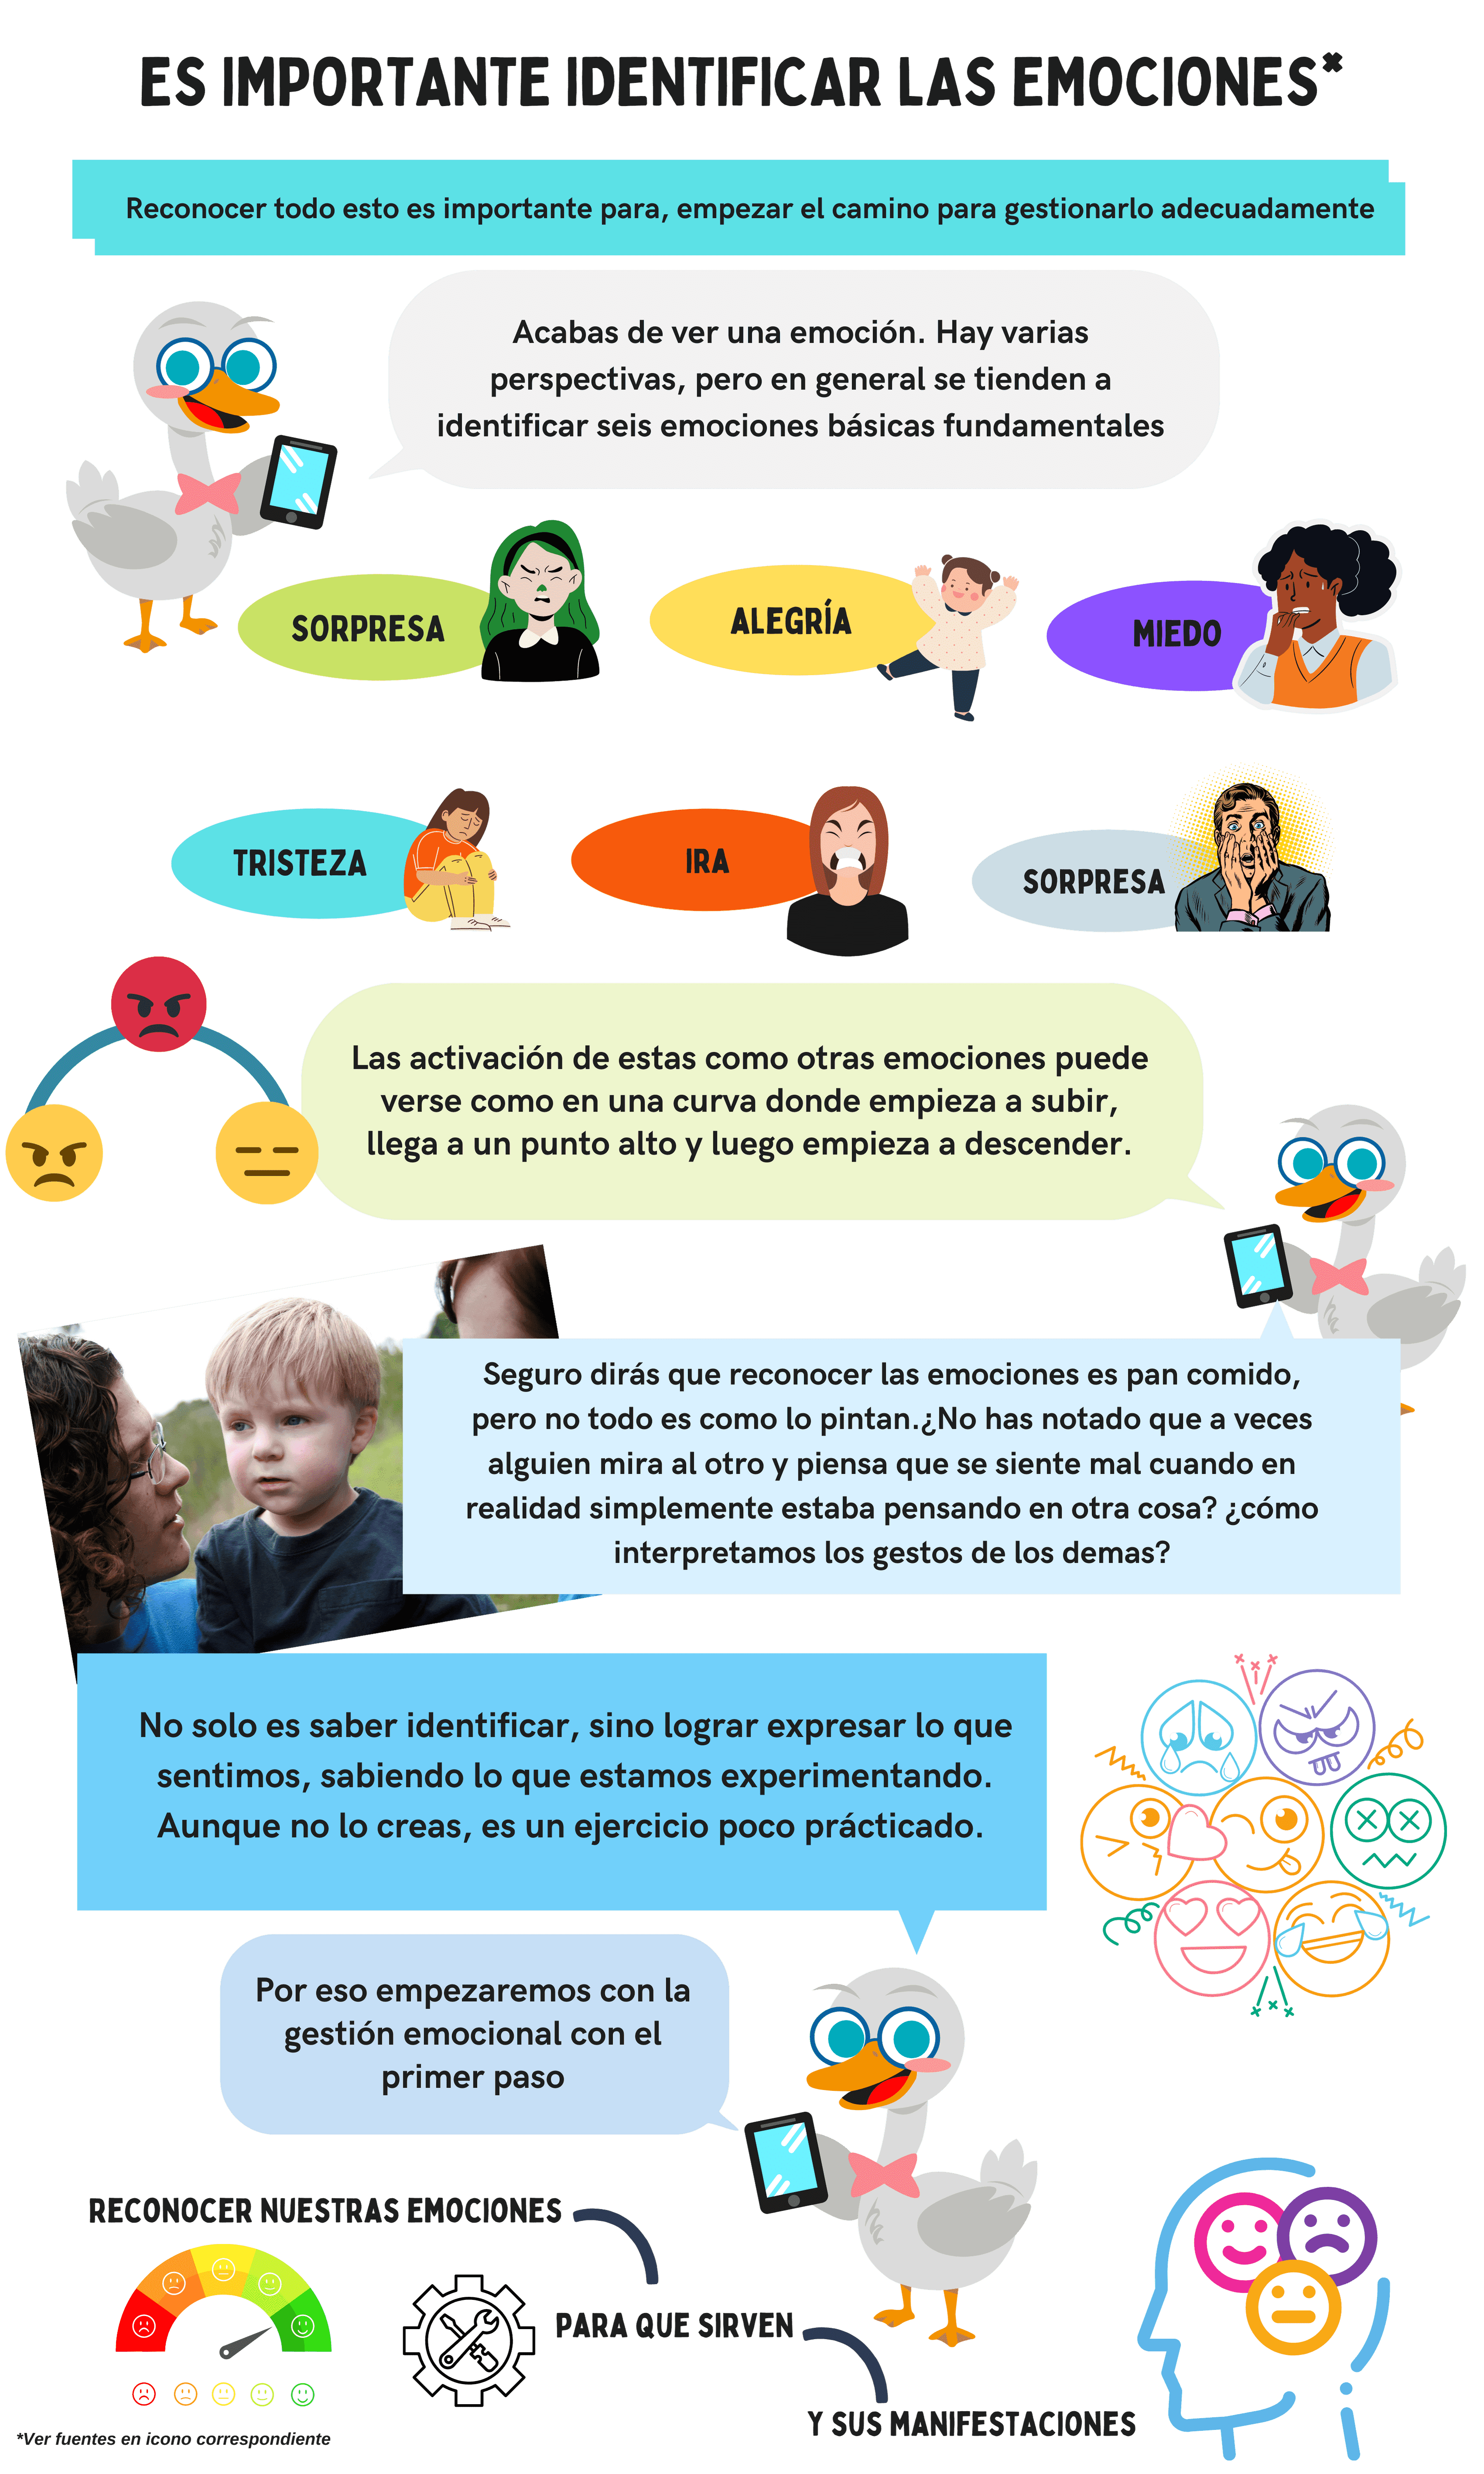 ES IMPORTANTE IDENTIFICAR LAS EMOCIONES*
Reconocer todo esto es importante para, empezar el camino para gestionarlo adecuadamente
Acabas de ver una emoción. Hay varias
perspectivas, pero en general se tienden a
identificar seis emociones básicas fundamentales
SORPRESA
ALEGRÍA
MIEDO
TRISTEZA
IRA
SORPRESA
Las activación de estas como otras emociones puede
verse como en una curva donde empieza a subir,
llega a un punto alto y luego empieza a descender.
Seguro dirás que reconocer las emociones es pan comido,
pero no todo es como lo pintan.¿No has notado que a veces
alguien mira al otro y piensa que se siente mal cuando en
realidad simplemente estaba pensando en otra cosa? ¿cómo
interpretamos los gestos de los demas?
No solo es saber identificar, sino lograr expresar lo que
sentimos, sabiendo lo que estamos experimentando.
Aunque no lo creas, es un ejercicio poco prácticado.
Por eso empezaremos con la
gestión emocional con el
primer paso
RECONOCER NUESTRAS EMOCIONES
PARA QUE SIRVEN
Y SUS MANIFESTACIONES
*Ver fuentes en icono correspondiente